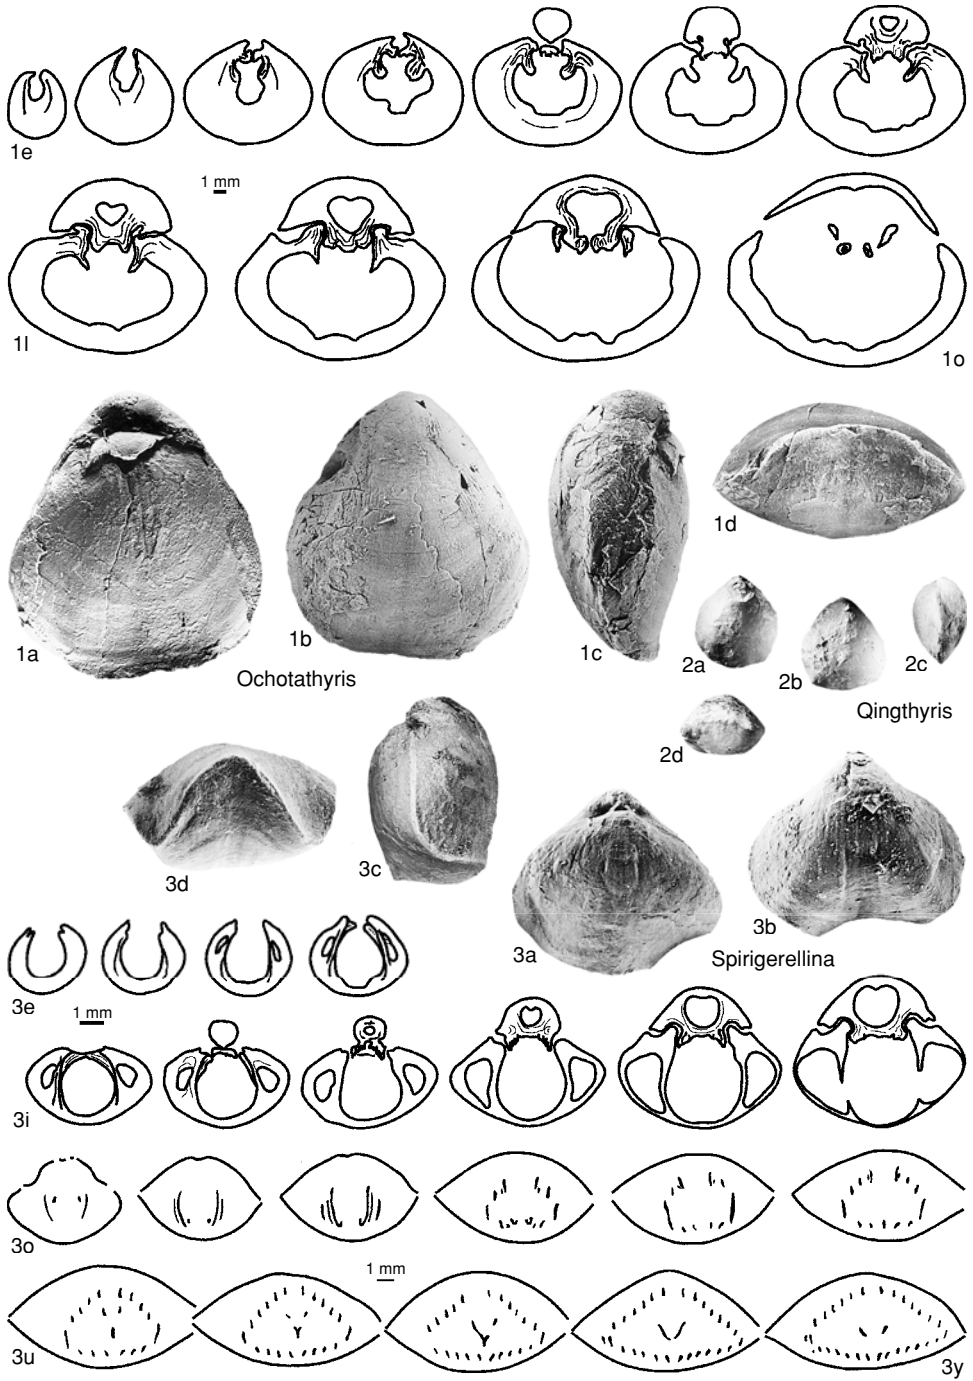 1e
1 mm
1l
1o
1a
1b
1c
1d
Ochotathyris
2a
2b
2c
Qingthyris
2d
3d
3c
3a
3b
Spirigerellina
3e
1 mm
3i
3o
1 mm
3u
3y